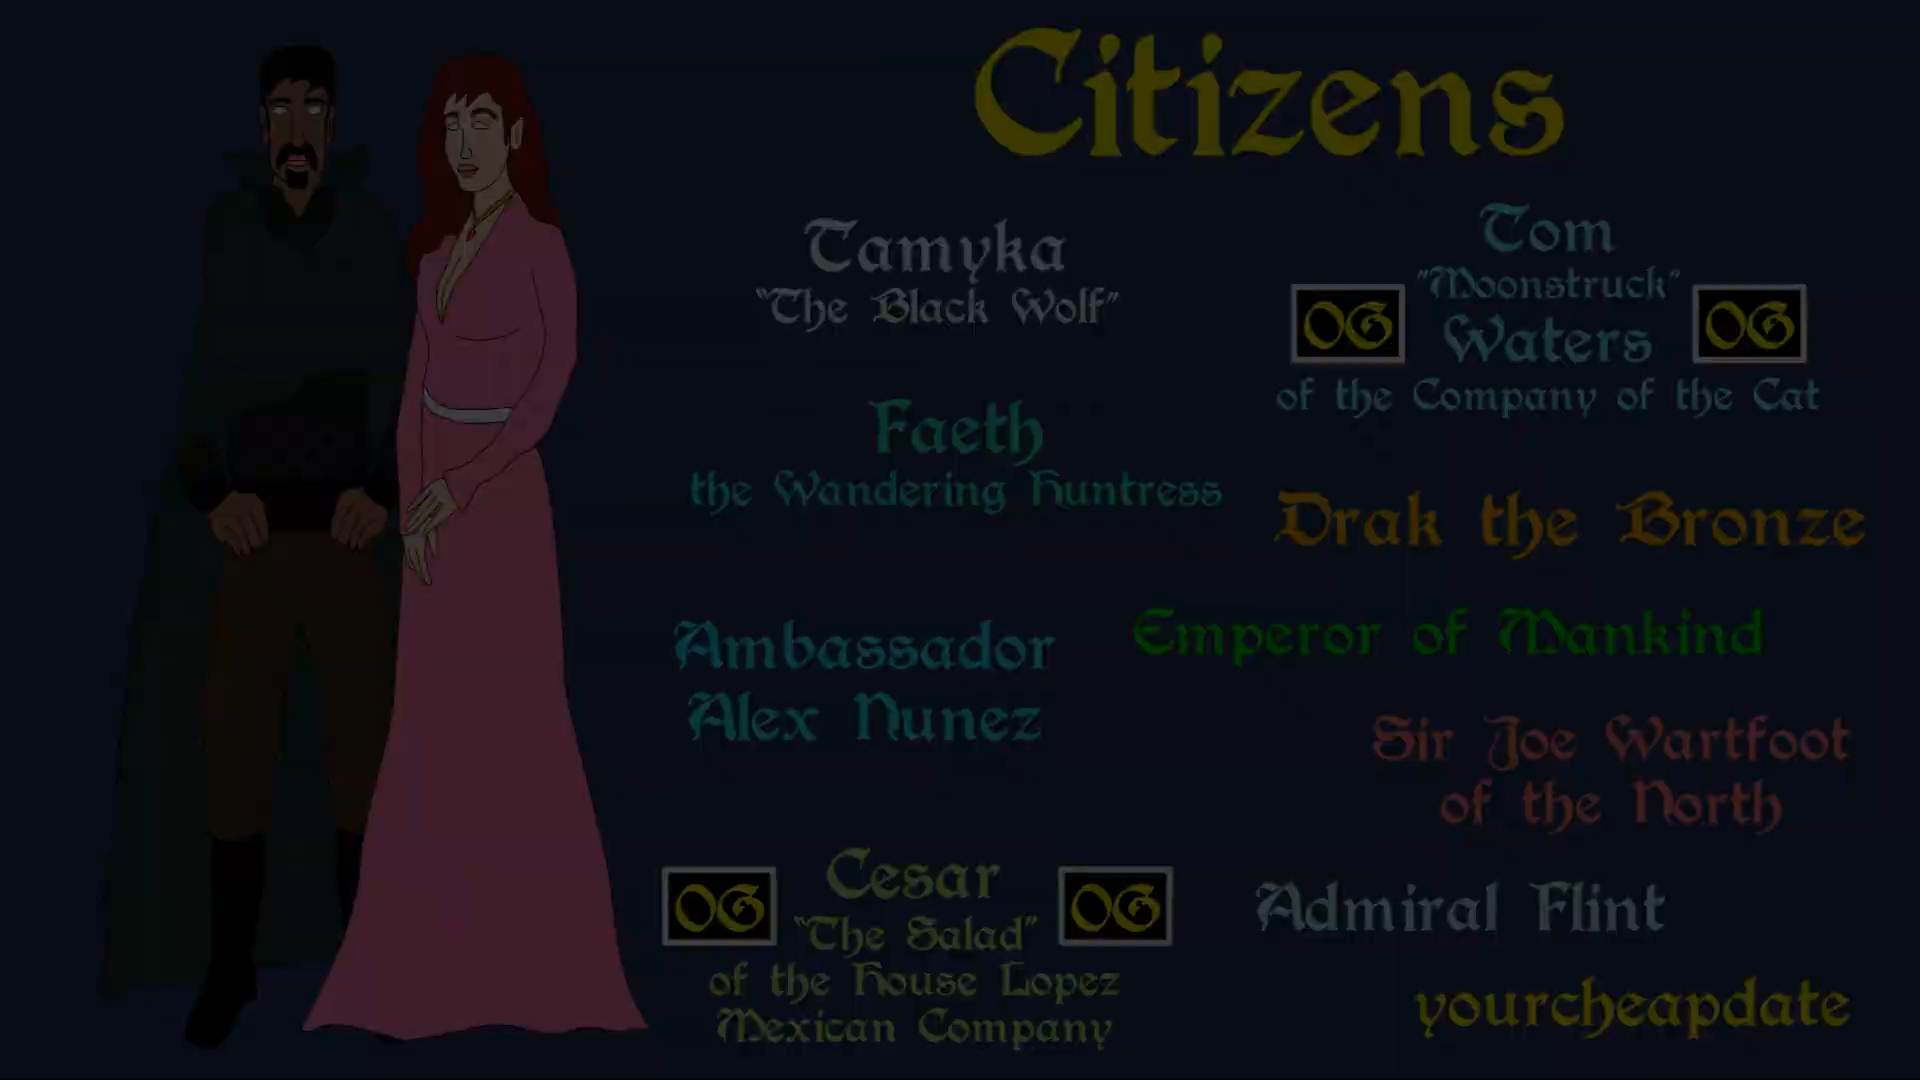 Citizens
Tamyka
"The Black Wolf"
Tom
"Moonstruck"
OG Waters OG
of the Company of the Cat
Faeth
the Wandering Huntress
Drak the Bronze
Ambassador
Alex Nunez
Emperor of Mankind
Sir Joe Wartfoot
of the North
OG Cesar OG
"The Salad"
of the House Lopez
Mexican Company
Admiral Flint
yourcheapdate